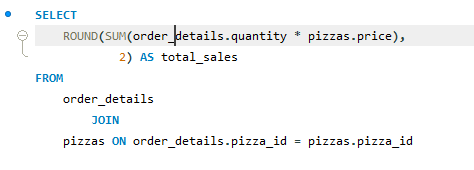 SELECT
ROUND(SUM(order_details.quantity * pizzas.price),
2) AS total_sales
FROM
order_details
JOIN
pizzas ON order_details.pizza_id = pizzas.pizza_id